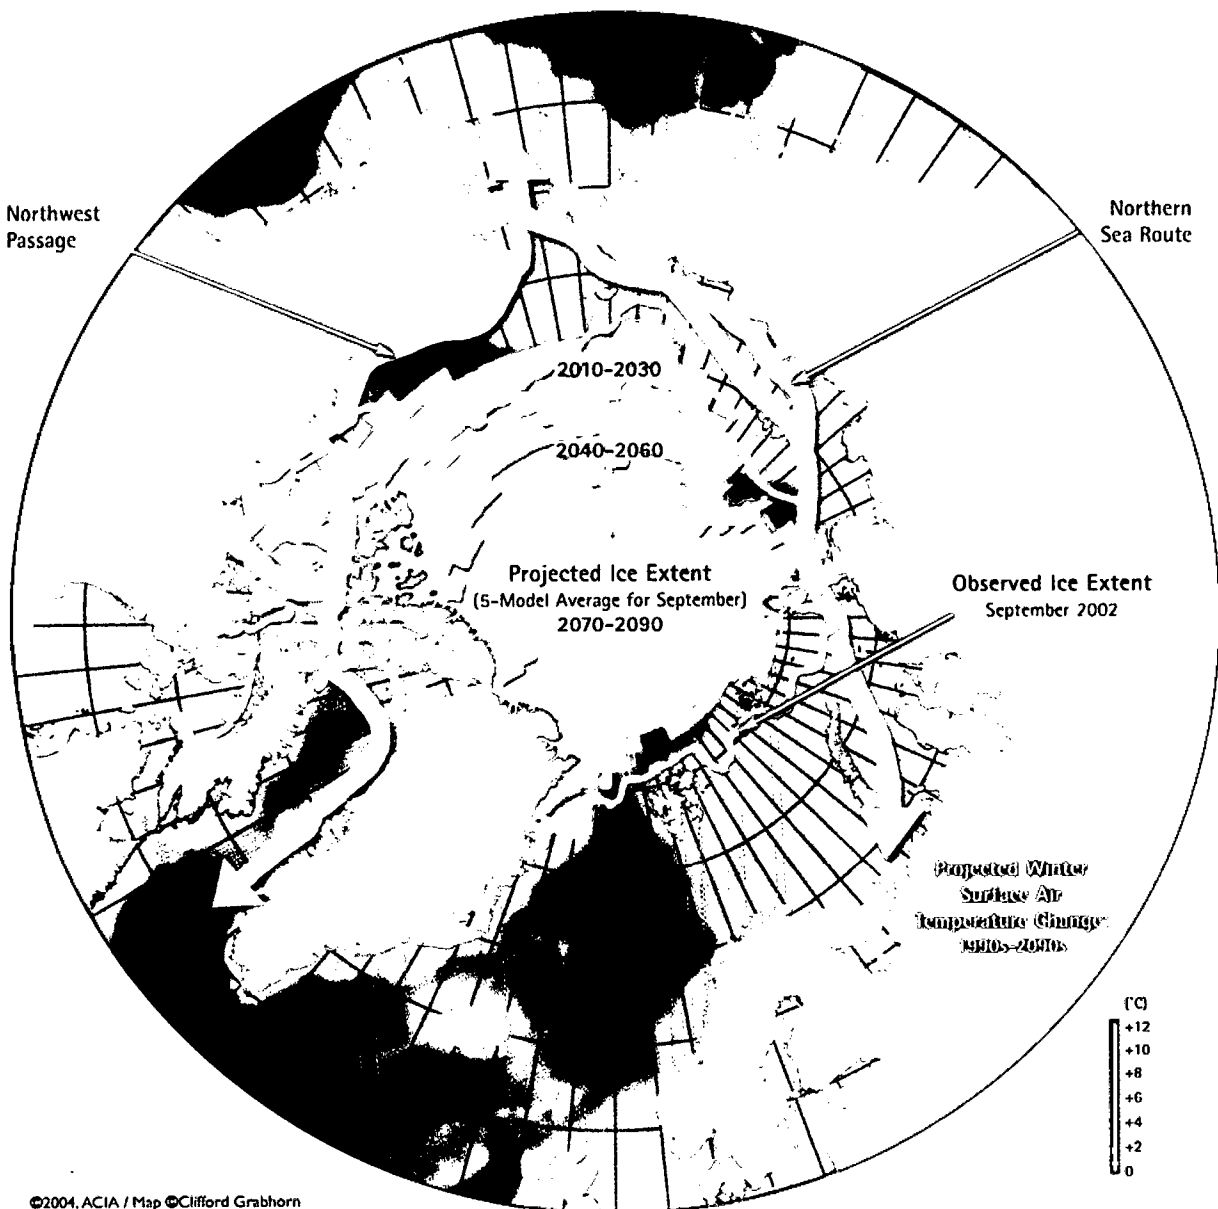 Northwest
Passage
Northern
Sea Route
2010-2030
2040-2060
Projected Ice Extent
(5-Model Average for September)
2070-2090
Observed Ice Extent
September 2002
Projected Winter
Surface Air
Temperature Change
1990s-2090s
(°C)
+12
+10
+8
+6
+4
+2
0
©2004, ACIA / Map ©Clifford Grabhorn